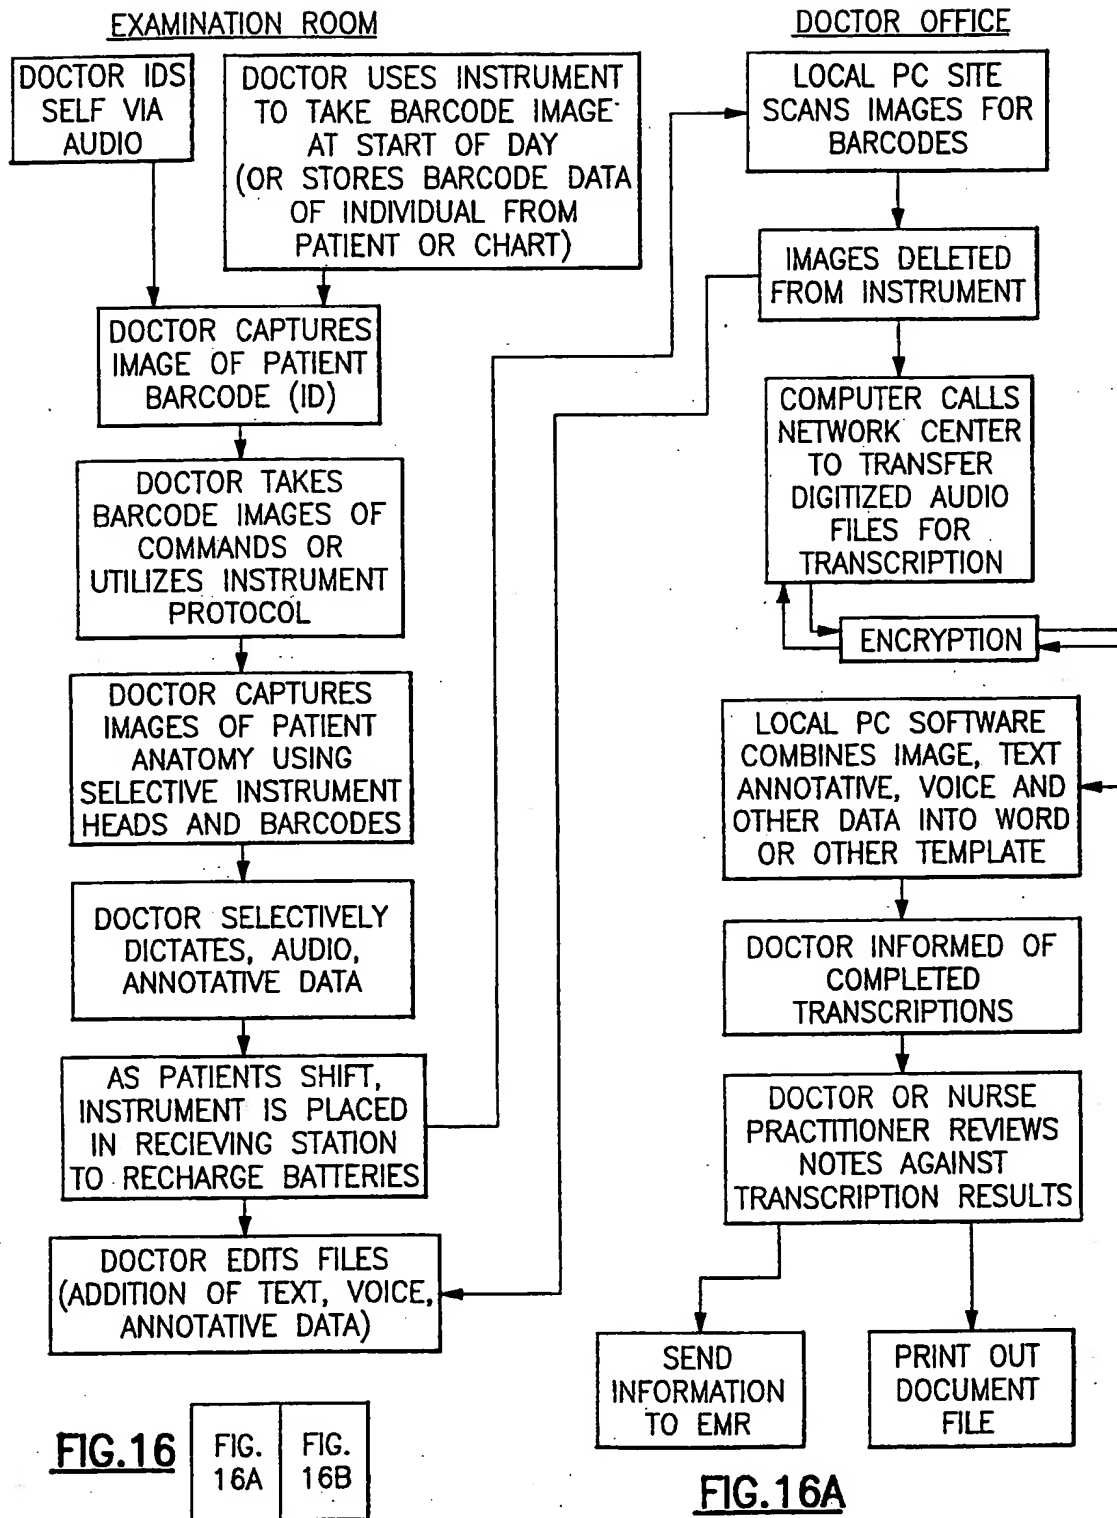 EXAMINATION ROOM
DOCTOR IDS
SELF VIA
AUDIO
DOCTOR USES INSTRUMENT
TO TAKE BARCODE IMAGE
AT START OF DAY
(OR STORES BARCODE DATA
OF INDIVIDUAL FROM
PATIENT OR CHART)
DOCTOR CAPTURES
IMAGE OF PATIENT
BARCODE (ID)
DOCTOR TAKES
BARCODE IMAGES OF
COMMANDS OR
UTILIZES INSTRUMENT
PROTOCOL
DOCTOR CAPTURES
IMAGES OF PATIENT
ANATOMY USING
SELECTIVE INSTRUMENT
HEADS AND BARCODES
DOCTOR SELECTIVELY
DICTATES, AUDIO,
ANNOTATIVE DATA
AS PATIENTS SHIFT,
INSTRUMENT IS PLACED
IN RECIEVING STATION
TO RECHARGE BATTERIES
DOCTOR EDITS FILES
(ADDITION OF TEXT, VOICE,
ANNOTATIVE DATA)
DOCTOR OFFICE
LOCAL PC SITE
SCANS IMAGES FOR
BARCODES
IMAGES DELETED
FROM INSTRUMENT
COMPUTER CALLS
NETWORK CENTER
TO TRANSFER
DIGITIZED AUDIO
FILES FOR
TRANSCRIPTION
ENCRYPTION
LOCAL PC SOFTWARE
COMBINES IMAGE, TEXT
ANNOTATIVE, VOICE AND
OTHER DATA INTO WORD
OR OTHER TEMPLATE
DOCTOR INFORMED OF
COMPLETED
TRANSCRIPTIONS
DOCTOR OR NURSE
PRACTITIONER REVIEWS
NOTES AGAINST
TRANSCRIPTION RESULTS
SEND
INFORMATION
TO EMR
PRINT OUT
DOCUMENT
FILE
FIG.16
FIG.
16A
FIG.
16B
FIG.16A